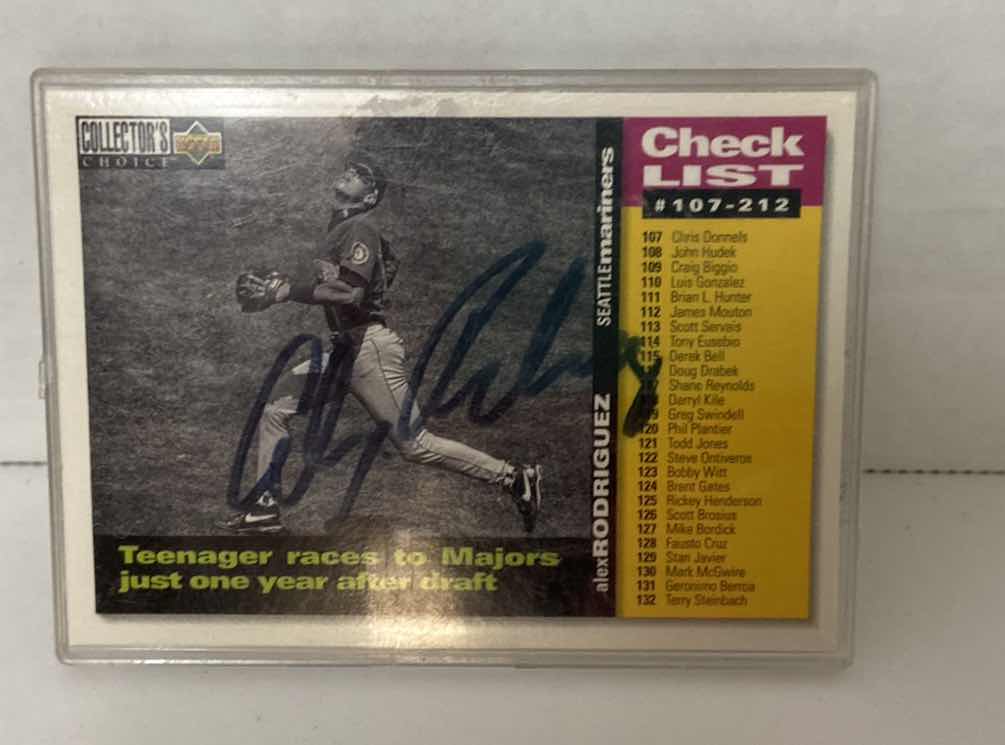 COLLECTOR'S
CHOICE
UPPER DECK
Check
LIST
#107-212
SEATTLE mariners
alex RODRIGUEZ
107 Chris Donnels
108 John Hudek
109 Craig Biggio
110 Luis Gonzalez
111 Brian L. Hunter
112 James Mouton
113 Scott Servais
114 Tony Eusebio
115 Derek Bell
Doug Drabek
Shane Reynolds
Darryl Kile
Greg Swindell
120 Phil Plantier
121 Todd Jones
122 Steve Ontiveros
123 Bobby Witt
124 Brent Gates
125 Rickey Henderson
126 Scott Brosius
127 Mike Bordick
128 Fausto Cruz
129 Stan Javier
130 Mark McGwire
131 Geronimo Berroa
132 Terry Steinbach
Teenager races to Majors
just one year after draft